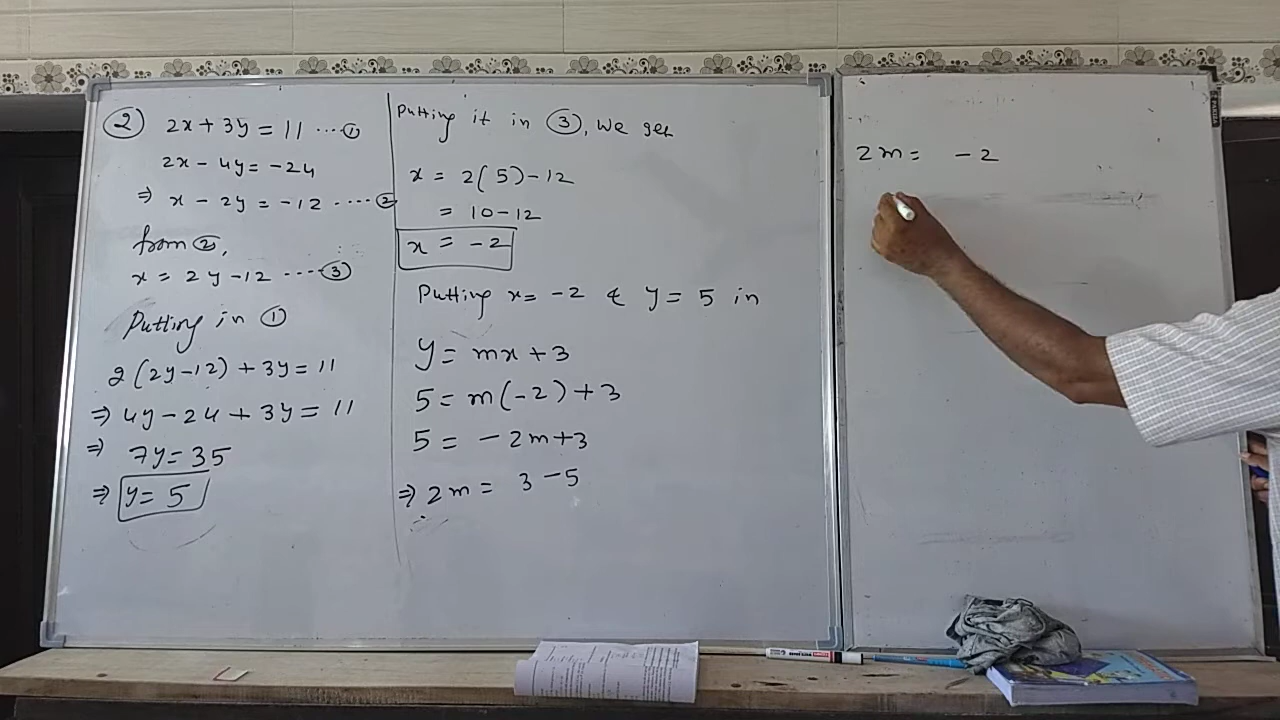 ② 2x + 3y = 11 ....①
2x - 4y = -24
⇒ x - 2y = -12 ....②
from ②,
x = 2y - 12 ....③
Putting in ①
2(2y-12) + 3y = 11
⇒ 4y - 24 + 3y = 11
⇒ 7y = 35
⇒ y = 5
Putting it in ③, we get
x = 2(5) - 12
= 10 - 12
x = -2
Putting x = -2 & y = 5 in
y = mx + 3
5 = m(-2) + 3
5 = -2m + 3
⇒ 2m = 3 - 5
2m = -2